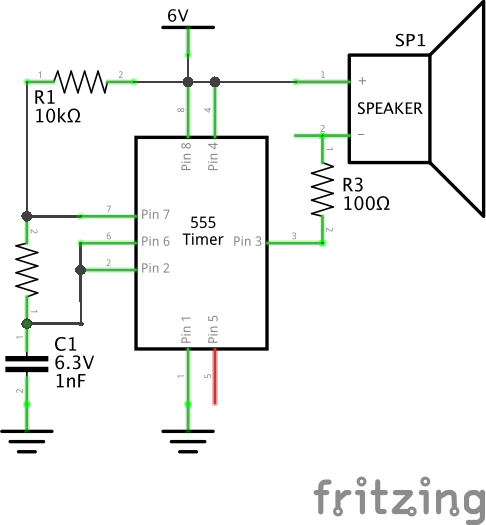 6V
SP1
1
2
1
+
R1
10kΩ
8
4
SPEAKER
Pin 8
Pin 4
2
−
1
R3
100Ω
7
Pin 7
555
Timer
2
6
Pin 6
Pin 3
3
2
2
Pin 2
1
1
Pin 1
Pin 5
C1
6.3V
1nF
1
5
2
fritzing